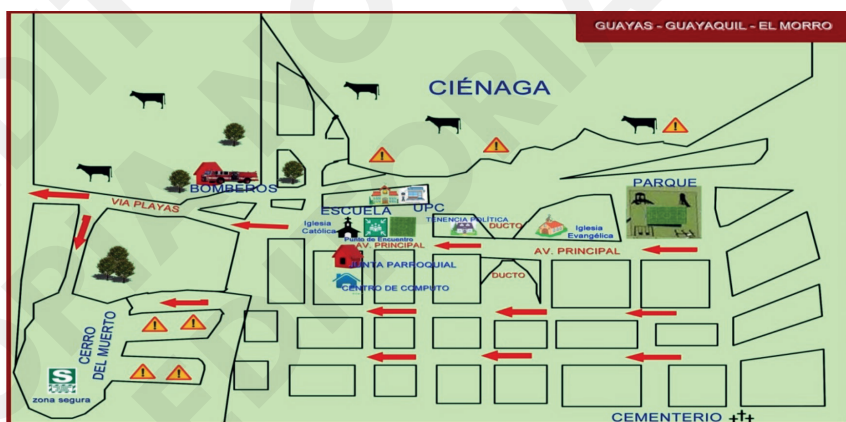 GUAYAS - GUAYAQUIL - EL MORRO
CIÉNAGA
BOMBEROS
VIA PLAYAS
PARQUE
ESCUELA
UPC
Iglesia
Católica
Punto de Encuentro
TENENCIA POLÍTICA
DUCTO
Iglesia
Evangélica
AV. PRINCIPAL
AV. PRINCIPAL
JUNTA PARROQUIAL
DUCTO
CENTRO DE COMPUTO
CERRO
DEL MUERTO
S
zona segura
CEMENTERIO